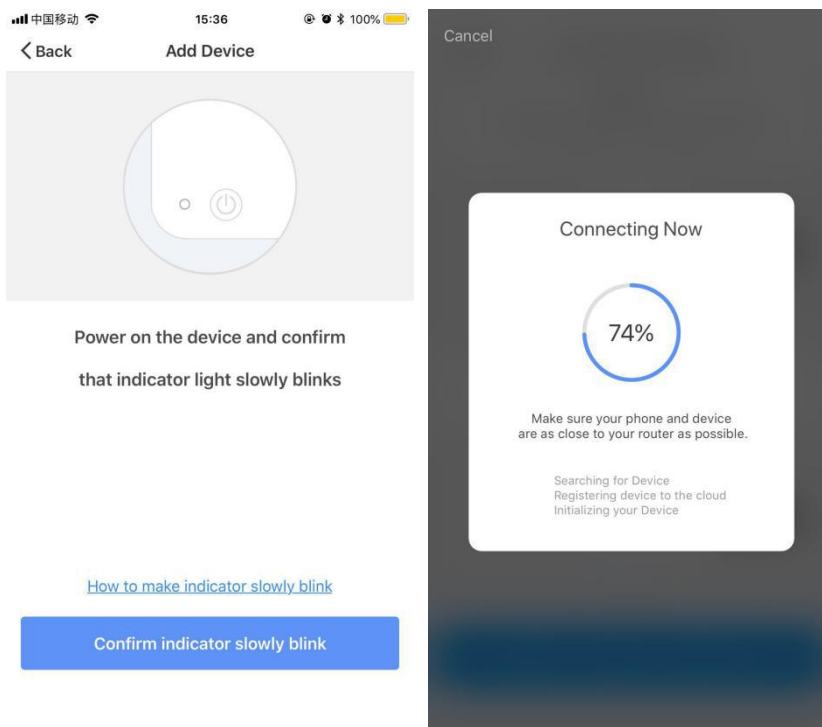 中国移动
15:36
100%
Back
Add Device
Power on the device and confirm
that indicator light slowly blinks
How to make indicator slowly blink
Confirm indicator slowly blink
Cancel
Connecting Now
74%
Make sure your phone and device
are as close to your router as possible.
Searching for Device
Registering device to the cloud
Initializing your Device